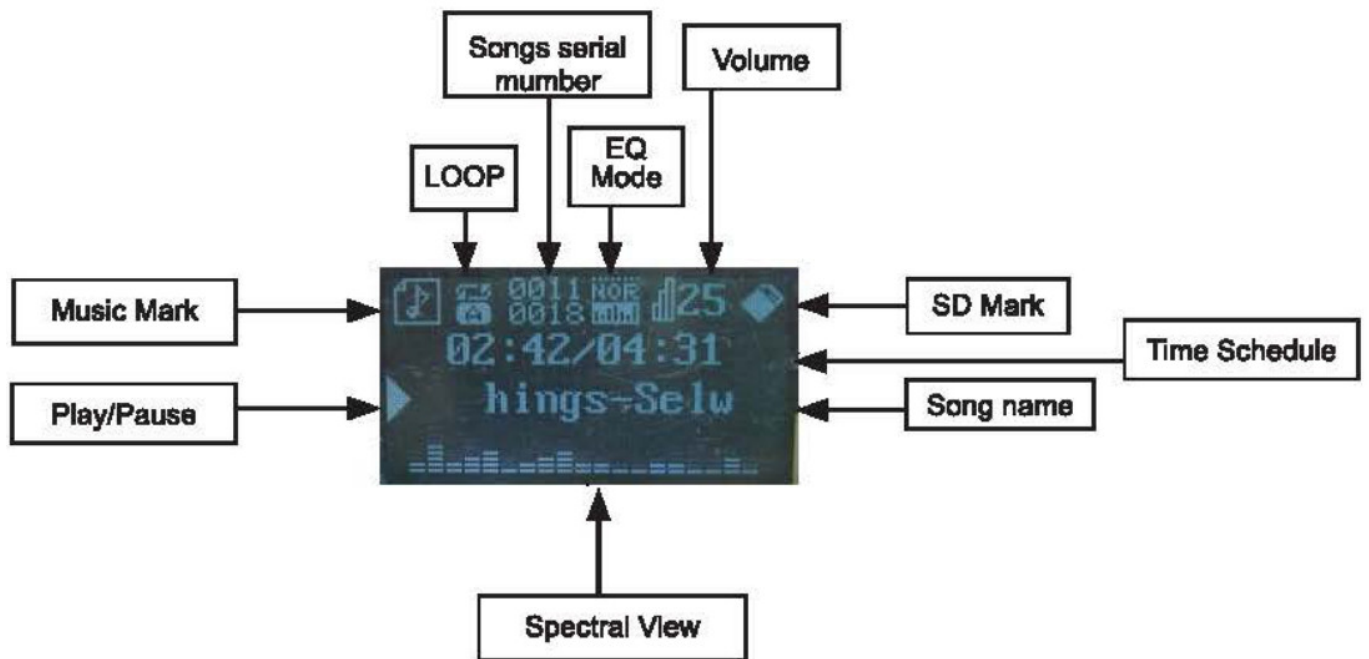 Songs serial
mumber
Volume
LOOP
EQ
Mode
Music Mark
SD Mark
Time Schedule
Play/Pause
Song name
0011 NOR 25
A 0018
02:42/04:31
hings-Selw
Spectral View